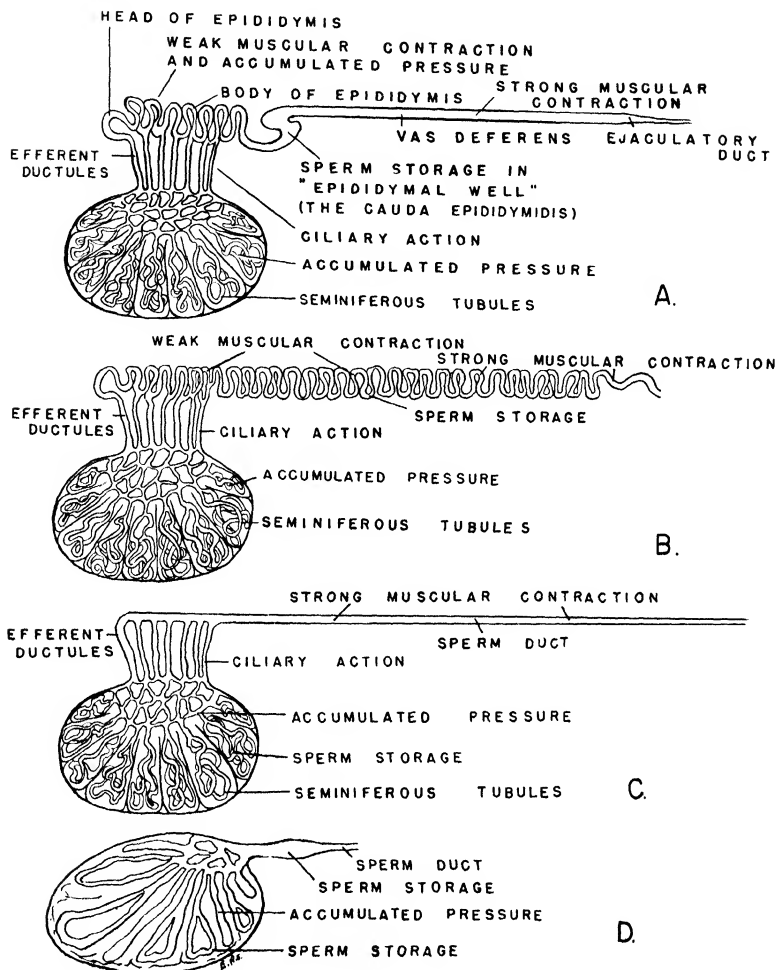 HEAD OF EPIDIDYMIS
WEAK MUSCULAR CONTRACTION
AND ACCUMULATED PRESSURE
BODY OF EPIDIDYMIS
STRONG MUSCULAR
CONTRACTION
VAS DEFERENS
EJACULATORY
DUCT
EFFERENT
DUCTULES
SPERM STORAGE IN
"EPIDIDYMAL WELL"
(THE CAUDA EPIDIDYMIDIS)
CILIARY ACTION
ACCUMULATED PRESSURE
SEMINIFEROUS TUBULES
A.
WEAK MUSCULAR CONTRACTION
STRONG MUSCULAR CONTRACTION
SPERM STORAGE
EFFERENT
DUCTULES
CILIARY ACTION
ACCUMULATED PRESSURE
SEMINIFEROUS TUBULES
B.
STRONG MUSCULAR CONTRACTION
EFFERENT
DUCTULES
SPERM DUCT
CILIARY ACTION
ACCUMULATED PRESSURE
SPERM STORAGE
SEMINIFEROUS TUBULES
C.
SPERM DUCT
SPERM STORAGE
ACCUMULATED PRESSURE
SPERM STORAGE
D.